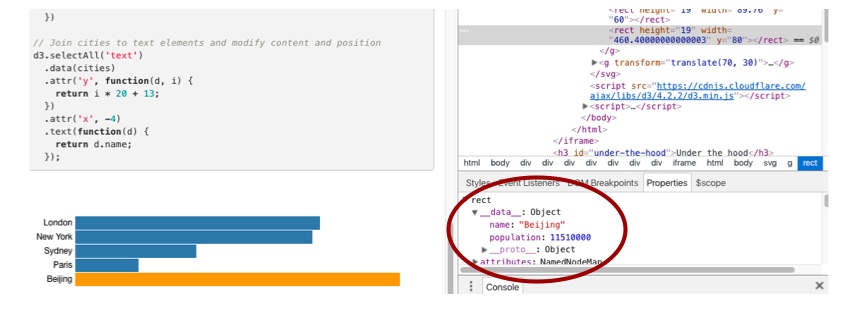 })
// Join cities to text elements and modify content and position
d3.selectAll('text')
.data(cities)
.attr('y', function(d, i) {
return i * 20 + 13;
})
.attr('x', -4)
.text(function(d) {
return d.name;
});
London
New York
Sydney
Paris
Beijing
<rect height="19" width="89.76" y=
"60"></rect>
<rect height="19" width=
"460.40000000000003" y="80"></rect> == $0
</g>
▶<g transform="translate(70, 30)">…</g>
</svg>
<script src="https://cdnjs.cloudflare.com/
ajax/libs/d3/4.2.2/d3.min.js"></script>
▶<script>…</script>
</body>
</html>
</iframe>
<h3 id="under-the-hood">Under the hood</h3>
html body div div div div div div div iframe html body svg g rect
Styles Event Listeners DOM Breakpoints Properties $scope
rect
▼__data__: Object
name: "Beijing"
population: 11510000
▶__proto__: Object
▶attributes: NamedNodeMap
Console